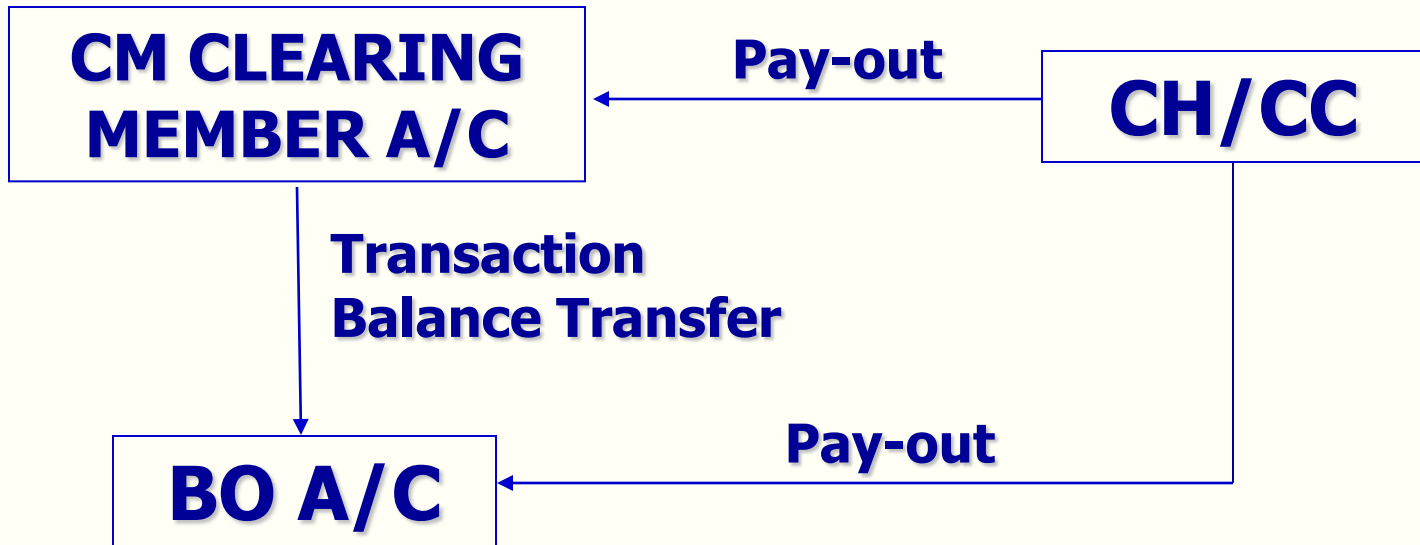 CM CLEARING
MEMBER A/C
Pay-out
CH/CC
Transaction
Balance Transfer
Pay-out
BO A/C